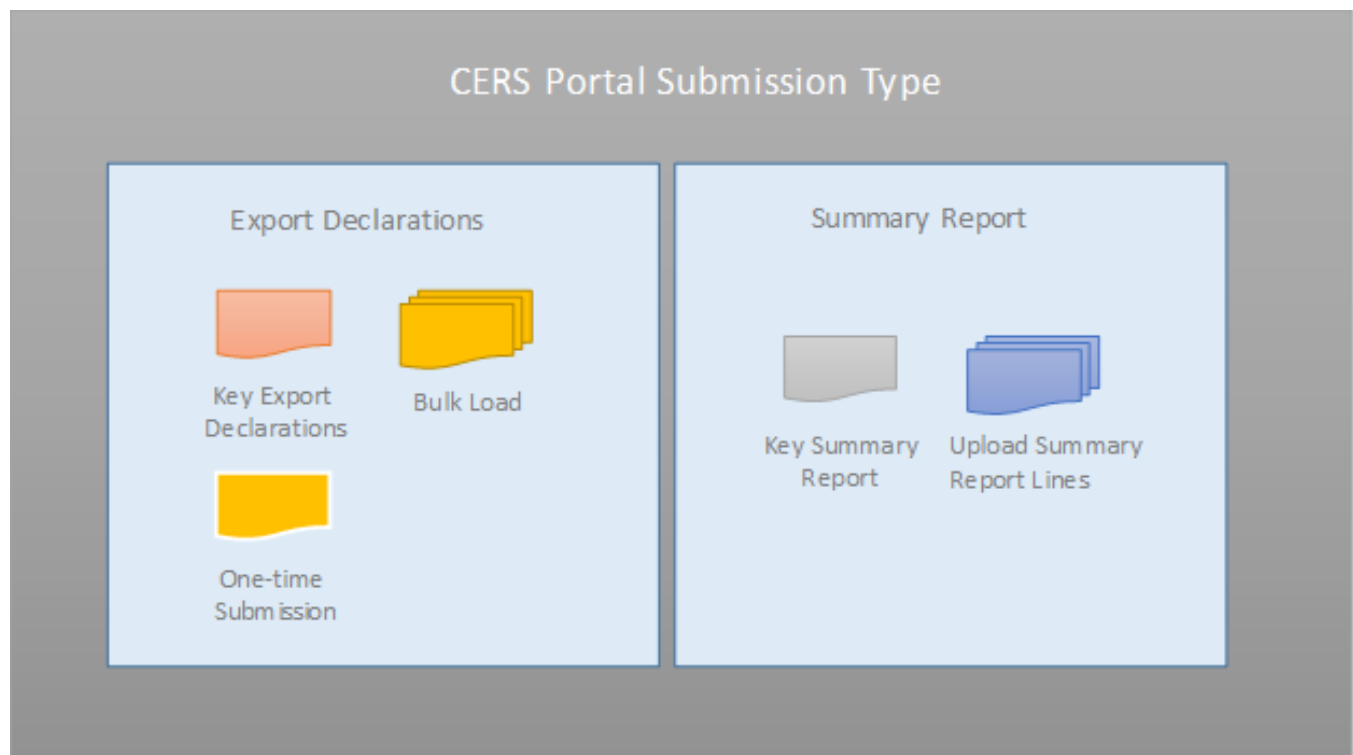 CERS Portal Submission Type
Export Declarations
Key Export
Declarations
Bulk Load
One-time
Submission
Summary Report
Key Summary
Report
Upload Summary
Report Lines